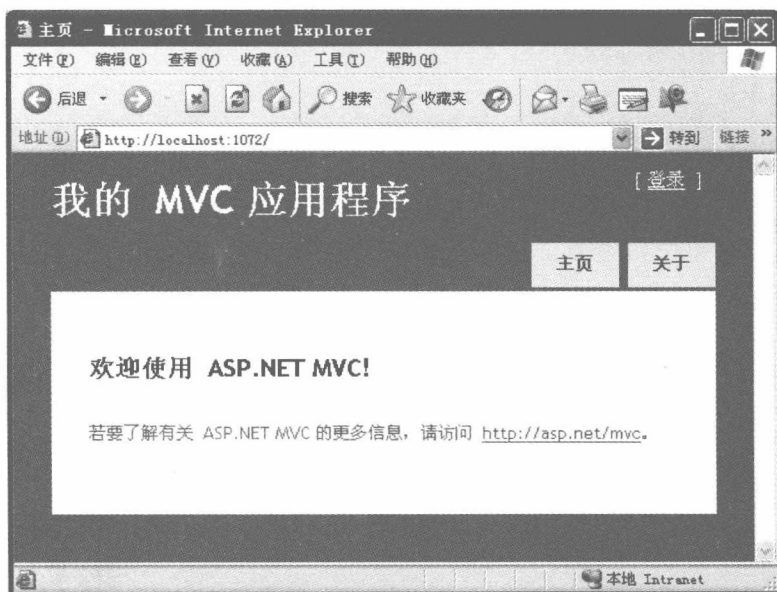 主页 - Microsoft Internet Explorer
文件(F) 编辑(E) 查看(V) 收藏(A) 工具(T) 帮助(H)
后退 搜索 收藏夹
地址(D) http://localhost:1072/ 转到 链接 »
我的 MVC 应用程序
[ 登录 ]
主页 关于
欢迎使用 ASP.NET MVC!
若要了解有关 ASP.NET MVC 的更多信息，请访问 http://asp.net/mvc。
本地 Intranet